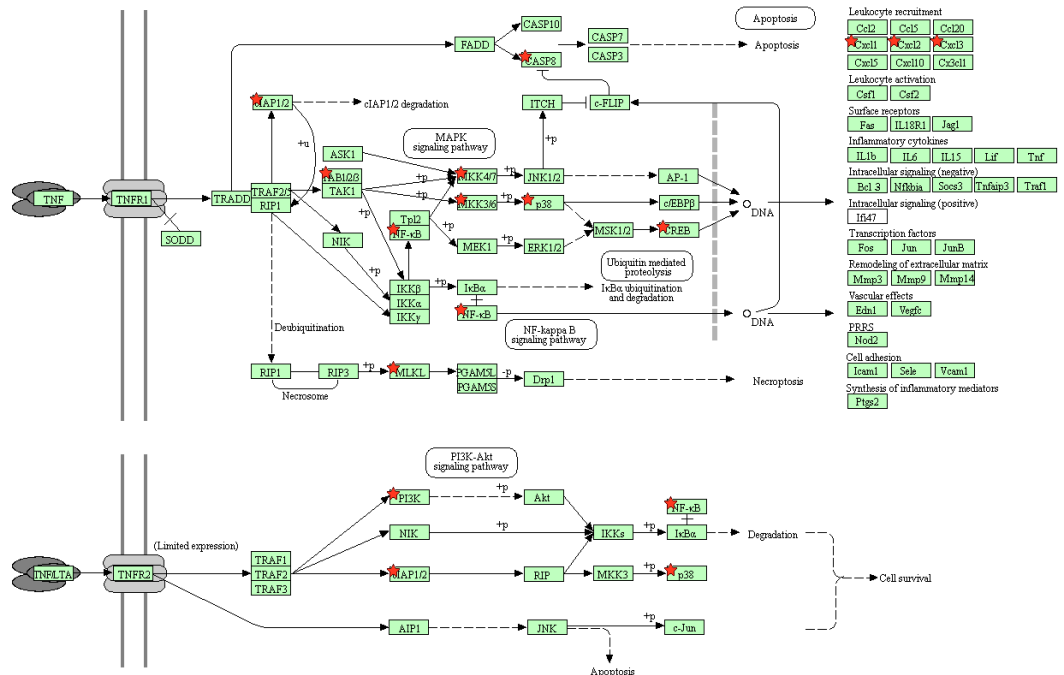 CASP10
Apoptosis
FADD
CASP7
CASP3
Apoptosis
CASP8
cIAP1/2
cIAP1/2 degradation
ITCH
c-FLIP
+u
MAPK
signaling pathway
+p
ASK1
TAB1/2/3
TAK1
MKK4/7
+p
JNK1/2
AP-1
TNF
TNFR1
TRADD
TRAF2/5
RIP1
+p
+p
MKK3/6
+p
p38
c/EBPβ
DNA
SODD
NIK
+p
Tpl2
NF-κB
MEK1
+p
ERK1/2
MSK1/2
+p
CREB
+p
Ubiquitin mediated
proteolysis
IKKβ
IKKα
IKKγ
+p
IκBα
IκBα ubiquitination
and degradation
NF-κB
DNA
NF-kappa B
signaling pathway
Deubiquitination
RIP1
RIP3
+p
MLKL
PGAM5L
PGAM5S
-p
Drp1
Necroptosis
Necrosome
Leukocyte recruitment
Ccl2 Ccl5 Ccl20
Cxcl1 Cxcl2 Cxcl3
Cxcl5 Cxcl10 Cx3cl1
Leukocyte activation
Csf1 Csf2
Surface receptors
Fas IL18R1 Jag1
Inflammatory cytokines
IL1b IL6 IL15 Lif Tnf
Intracellular signaling (negative)
Bcl3 Nfkbia Socs3 Tnfaip3 Traf1
Intracellular signaling (positive)
Ifi47
Transcription factors
Fos Jun JunB
Remodeling of extracellular matrix
Mmp3 Mmp9 Mmp14
Vascular effects
Edn1 Vegfc
PRRS
Nod2
Cell adhesion
Icam1 Sele Vcam1
Synthesis of inflammatory mediators
Ptgs2
PI3K-Akt
signaling pathway
PI3K
+p
Akt
NF-κB
(Limited expression)
NIK
+p
IKKs
+p
IκBα
Degradation
TNF/LTA
TNFR2
TRAF1
TRAF2
TRAF3
cIAP1/2
RIP
MKK3
+p
p38
Cell survival
AIP1
JNK
+p
c-Jun
Apoptosis